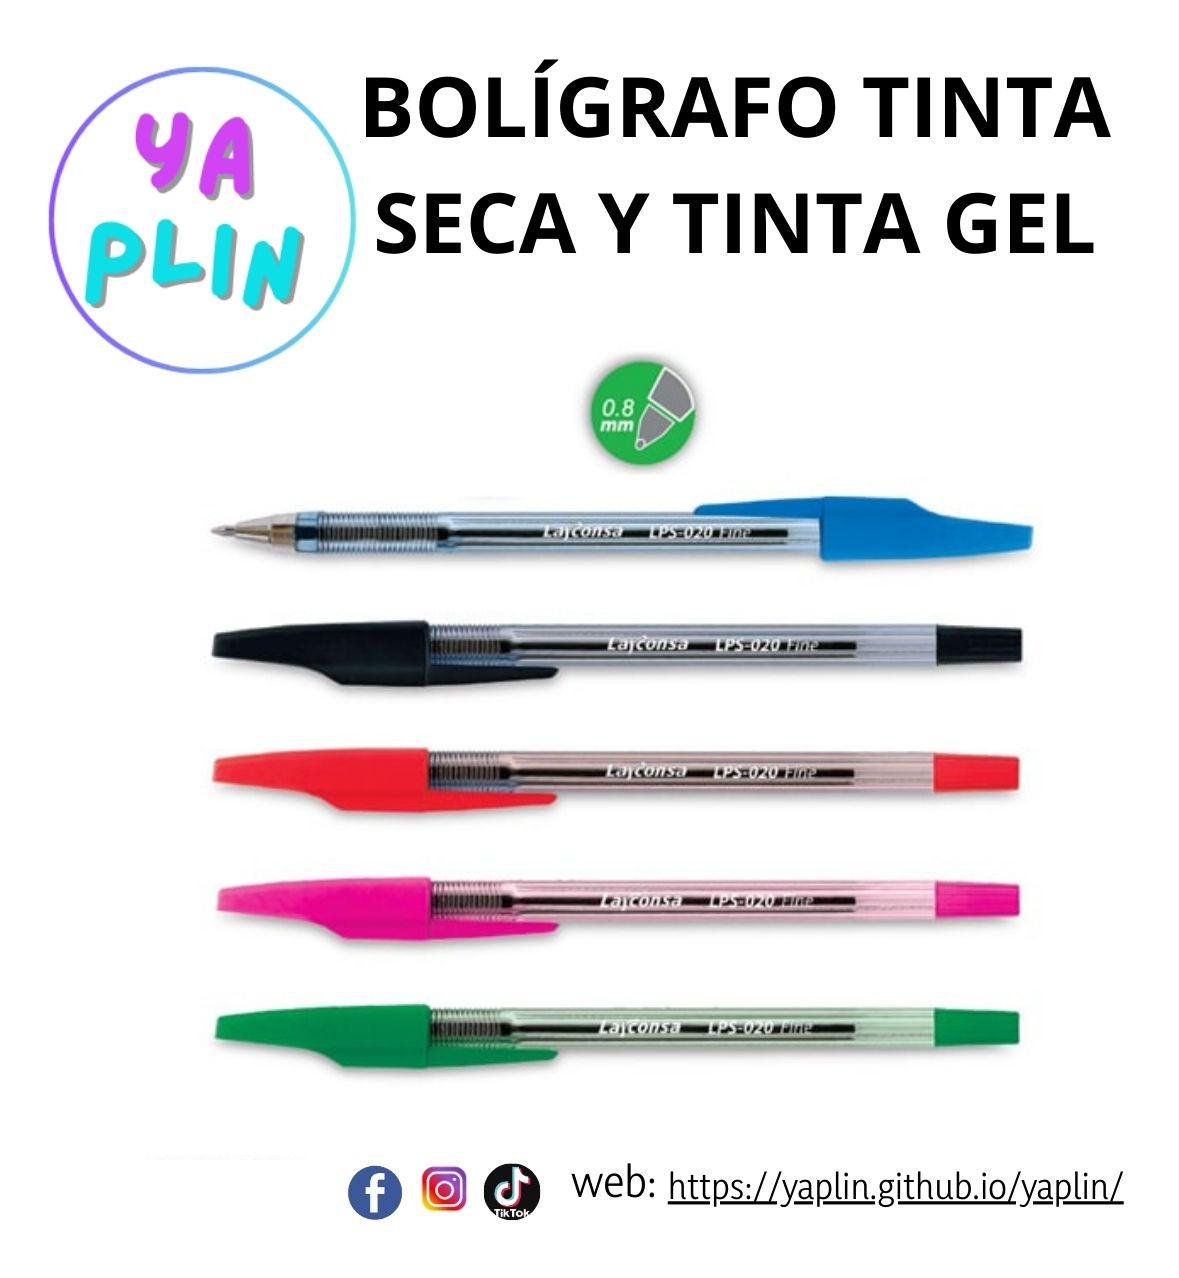 YA
PLIN
BOLÍGRAFO TINTA
SECA Y TINTA GEL
0.8
mm
Layconsa LPS-020 Fine
Layconsa LPS-020 Fine
Layconsa LPS-020 Fine
Layconsa LPS-020 Fine
Layconsa LPS-020 Fine
TikTok
web: https://yaplin.github.io/yaplin/